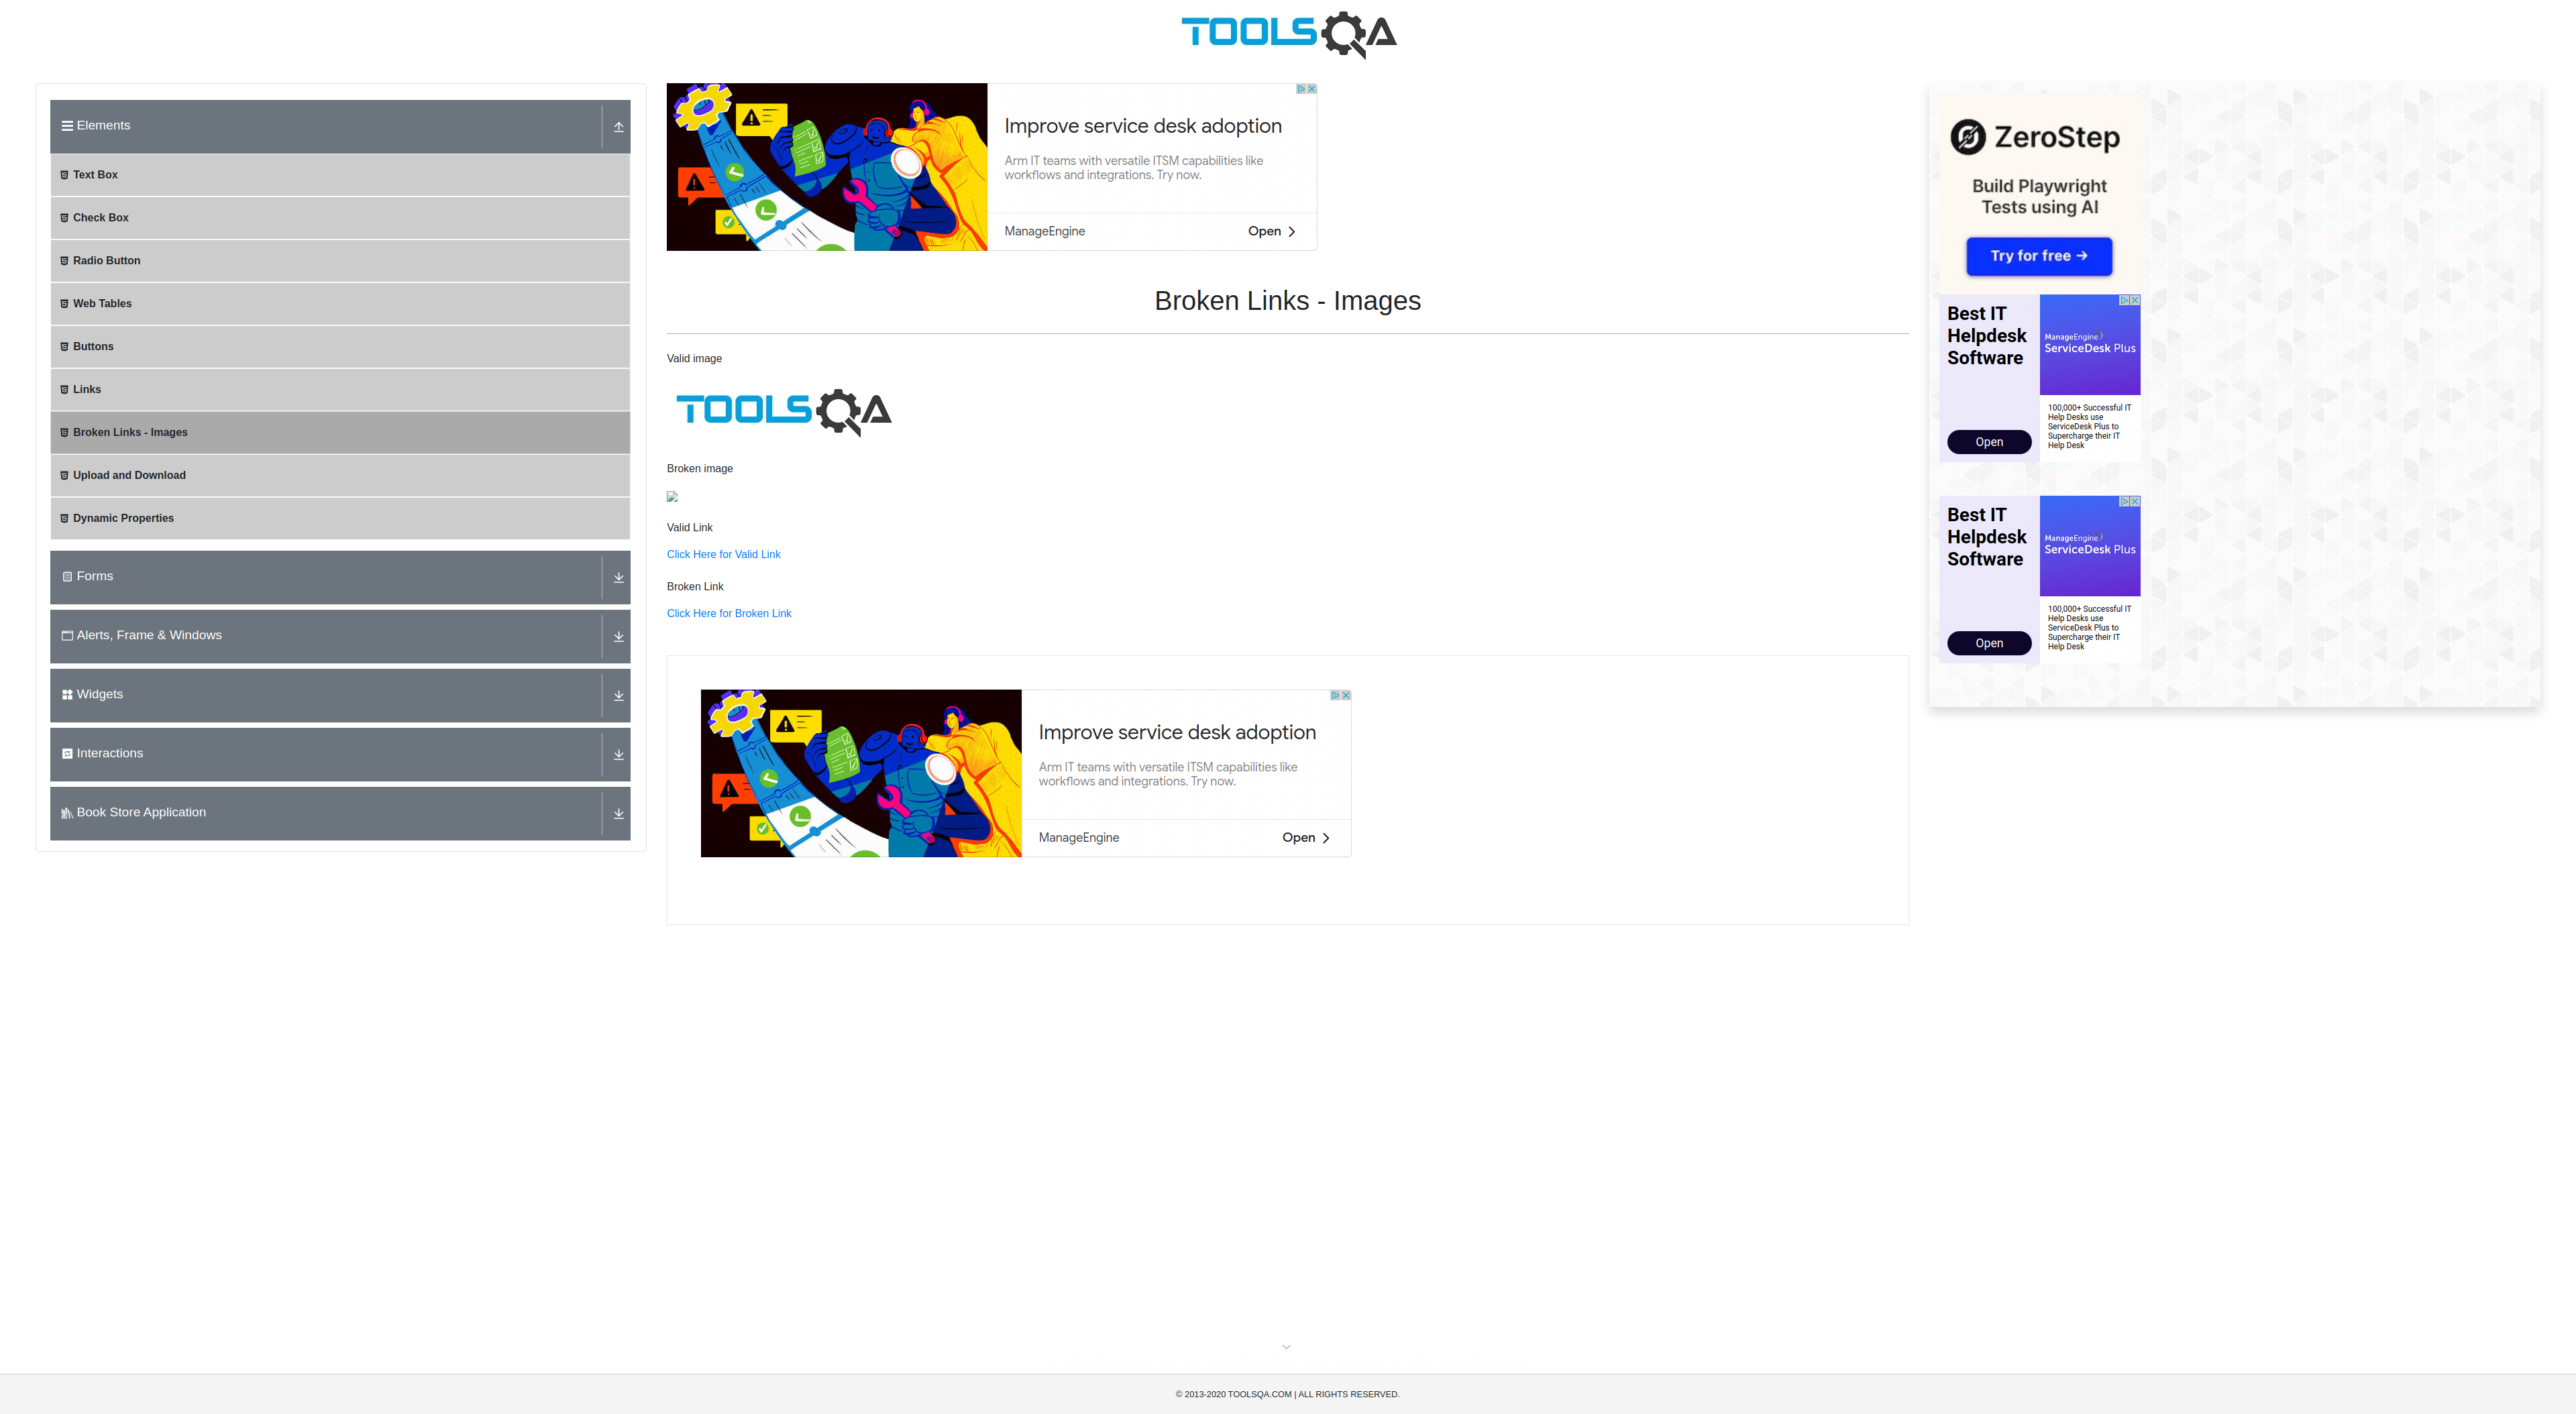 TOOLSQA
Elements
Text Box
Check Box
Radio Button
Web Tables
Buttons
Links
Broken Links - Images
Upload and Download
Dynamic Properties
Forms
Alerts, Frame & Windows
Widgets
Interactions
Book Store Application
Improve service desk adoption
Arm IT teams with versatile ITSM capabilities like
workflows and integrations. Try now.
ManageEngine
Open
Broken Links - Images
Valid image
TOOLSQA
Broken image
Valid Link
Click Here for Valid Link
Broken Link
Click Here for Broken Link
Improve service desk adoption
Arm IT teams with versatile ITSM capabilities like
workflows and integrations. Try now.
ManageEngine
Open
ZeroStep
Build Playwright
Tests using AI
Try for free →
Best IT
Helpdesk
Software
Open
ManageEngine
ServiceDesk Plus
100,000+ Successful IT
Help Desks use
ServiceDesk Plus to
Supercharge their IT
Help Desk
Best IT
Helpdesk
Software
Open
ManageEngine
ServiceDesk Plus
100,000+ Successful IT
Help Desks use
ServiceDesk Plus to
Supercharge their IT
Help Desk
© 2013-2020 TOOLSQA.COM | ALL RIGHTS RESERVED.